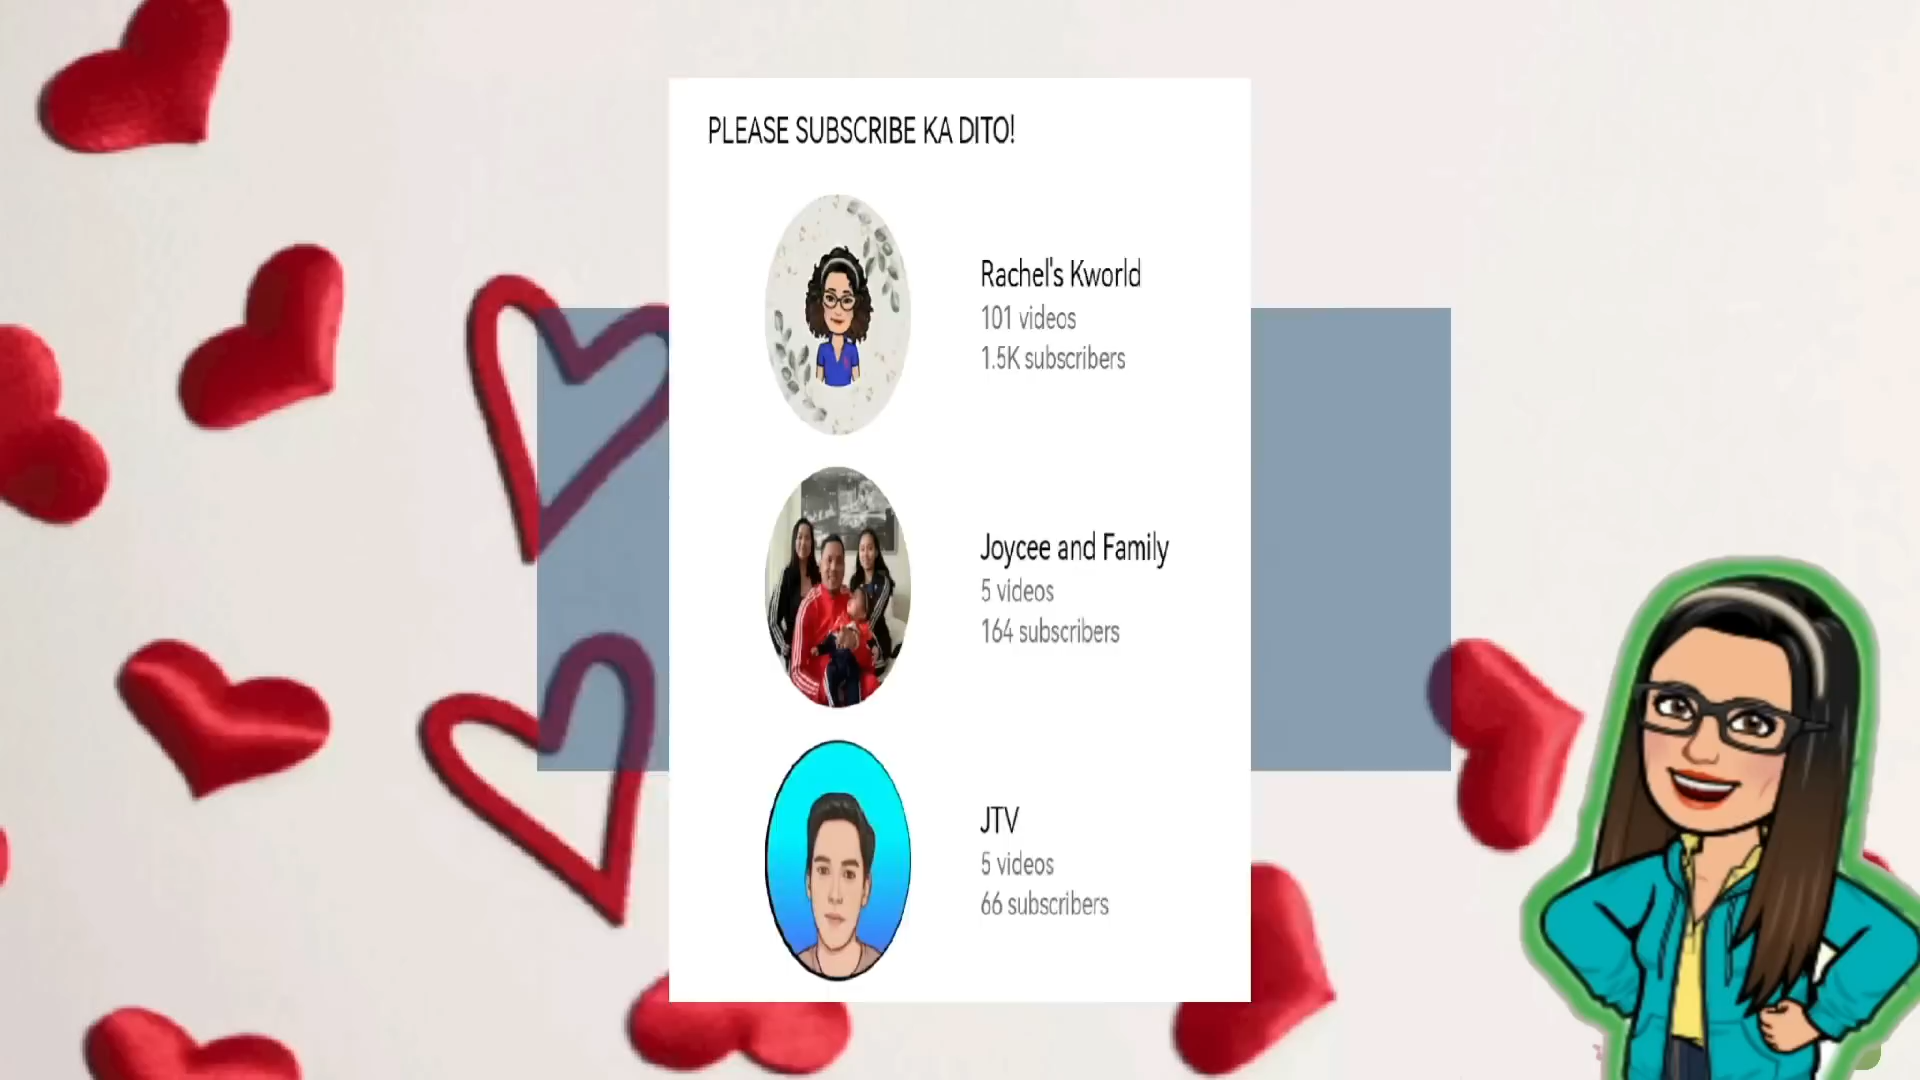 PLEASE SUBSCRIBE KA DITO!
Rachel's Kworld
101 videos
1.5K subscribers
Joycee and Family
5 videos
164 subscribers
JTV
5 videos
66 subscribers